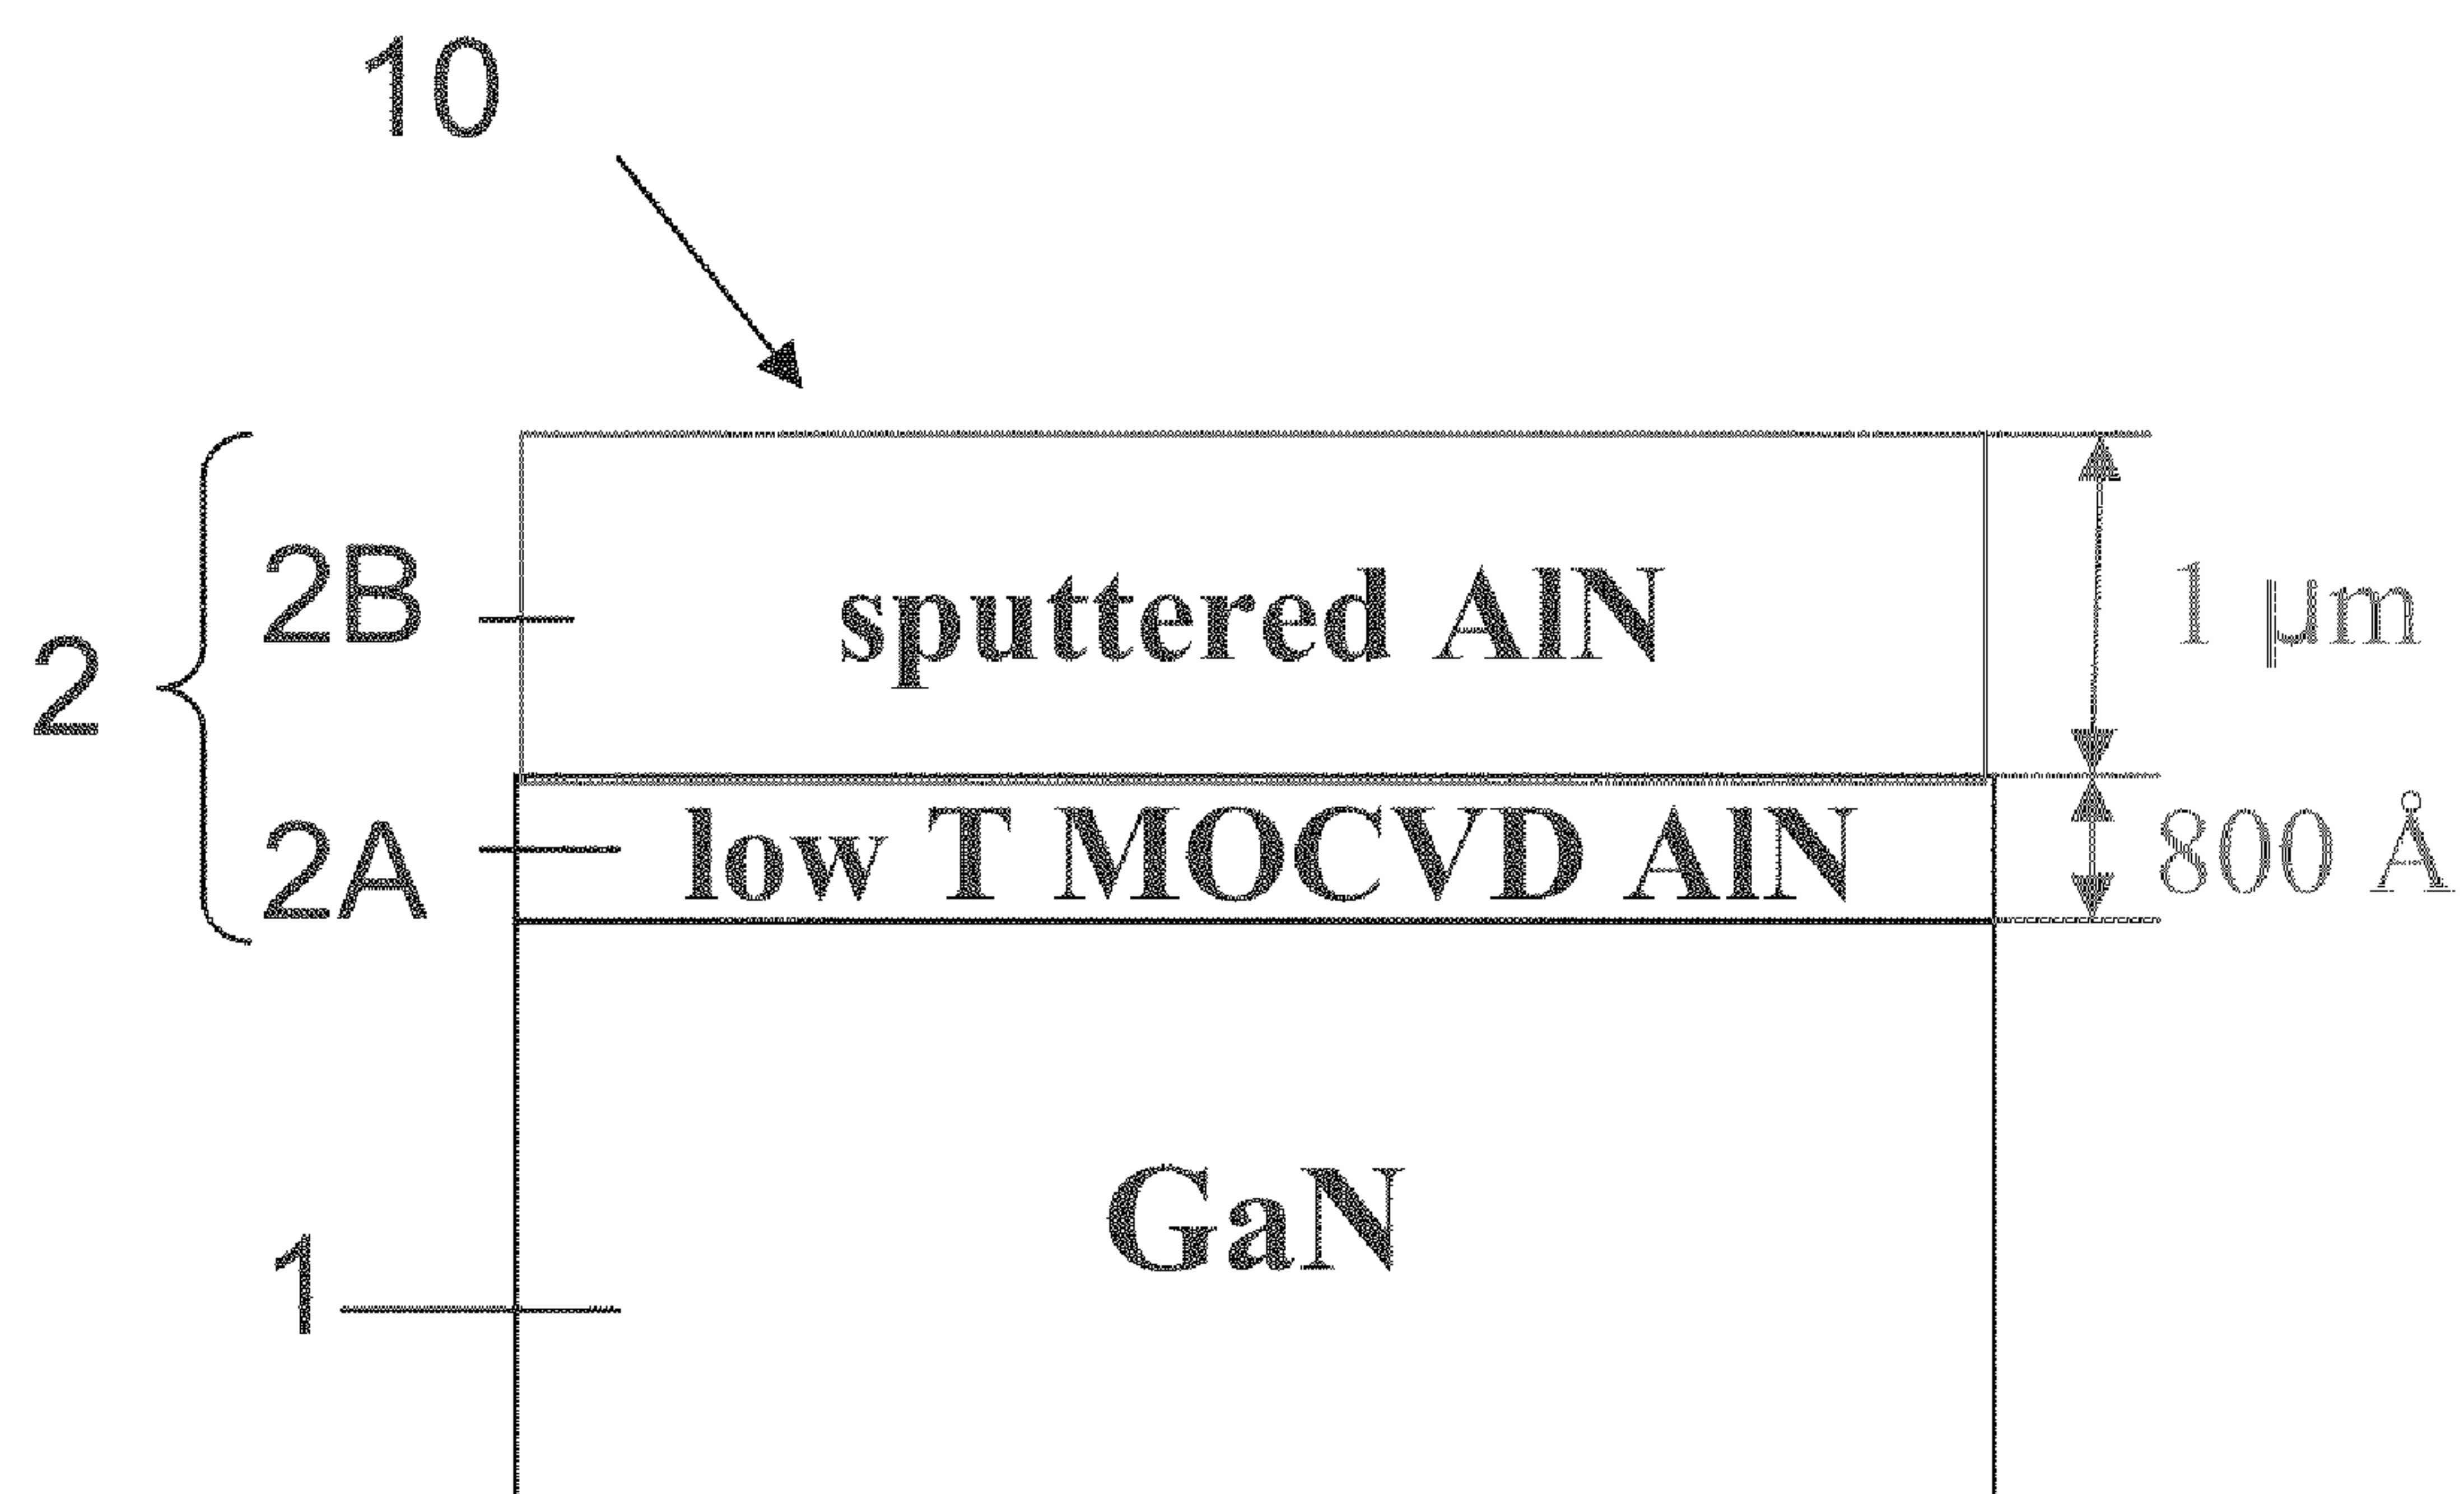 10
2B
sputtered AlN
1 μm
2
2A
low T MOCVD AlN
800 Å
GaN
1